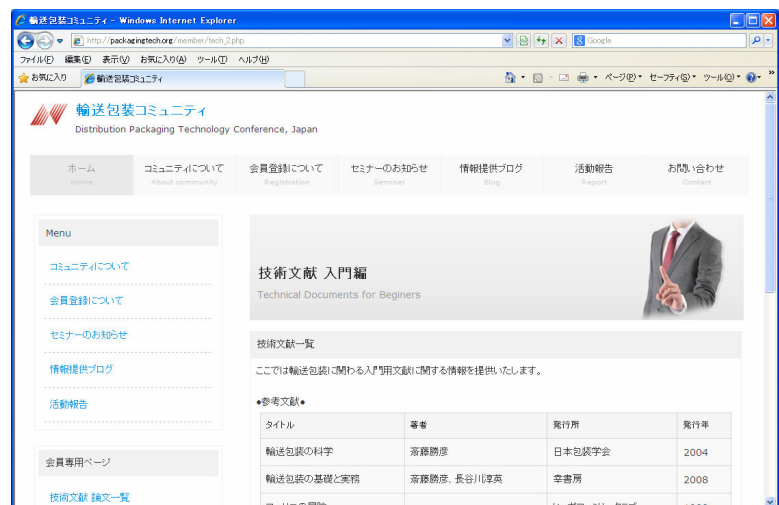 輸送包装コミュニティ - Windows Internet Explorer
http://packagingtech.org/member/tech_2.php
Google
ファイル(F) 編集(E) 表示(V) お気に入り(A) ツール(T) ヘルプ(H)
お気に入り 輸送包装コミュニティ ページ(P) セーフティ(S) ツール(O)
輸送包装コミュニティ
Distribution Packaging Technology Conference, Japan
ホーム コミュニティについて 会員登録について セミナーのお知らせ 情報提供ブログ 活動報告 お問い合わせ
Home About community Registration Seminer Blog Report Contact
Menu
コミュニティについて
会員登録について
セミナーのお知らせ
情報提供ブログ
活動報告
会員専用ページ
技術文献 論文一覧
技術文献 入門編
Technical Documents for Beginers
技術文献一覧
ここでは輸送包装に関わる入門用文献に関する情報を提供いたします。
●参考文献●
タイトル 著者 発行所 発行年
輸送包装の科学 斎藤勝彦 日本包装学会 2004
輸送包装の基礎と実務 斎藤勝彦、長谷川淳英 幸書房 2008